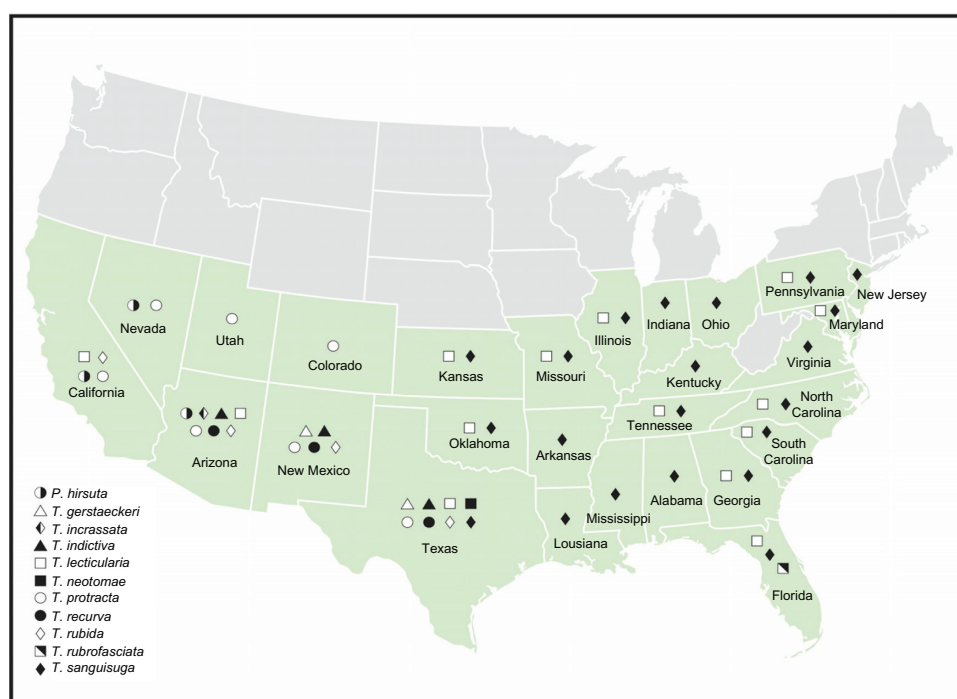 Pennsylvania
New Jersey
Maryland
Nevada
Utah
Illinois
Indiana
Ohio
Virginia
Colorado
Kansas
Missouri
Kentucky
California
North
Carolina
Tennessee
Oklahoma
South
Carolina
Arizona
New Mexico
Arkansas
Alabama
Georgia
Mississippi
Lousiana
Texas
Florida
P. hirsuta
T. gerstaeckeri
T. incrassata
T. indictiva
T. lecticularia
T. neotomae
T. protracta
T. recurva
T. rubida
T. rubrofasciata
T. sanguisuga